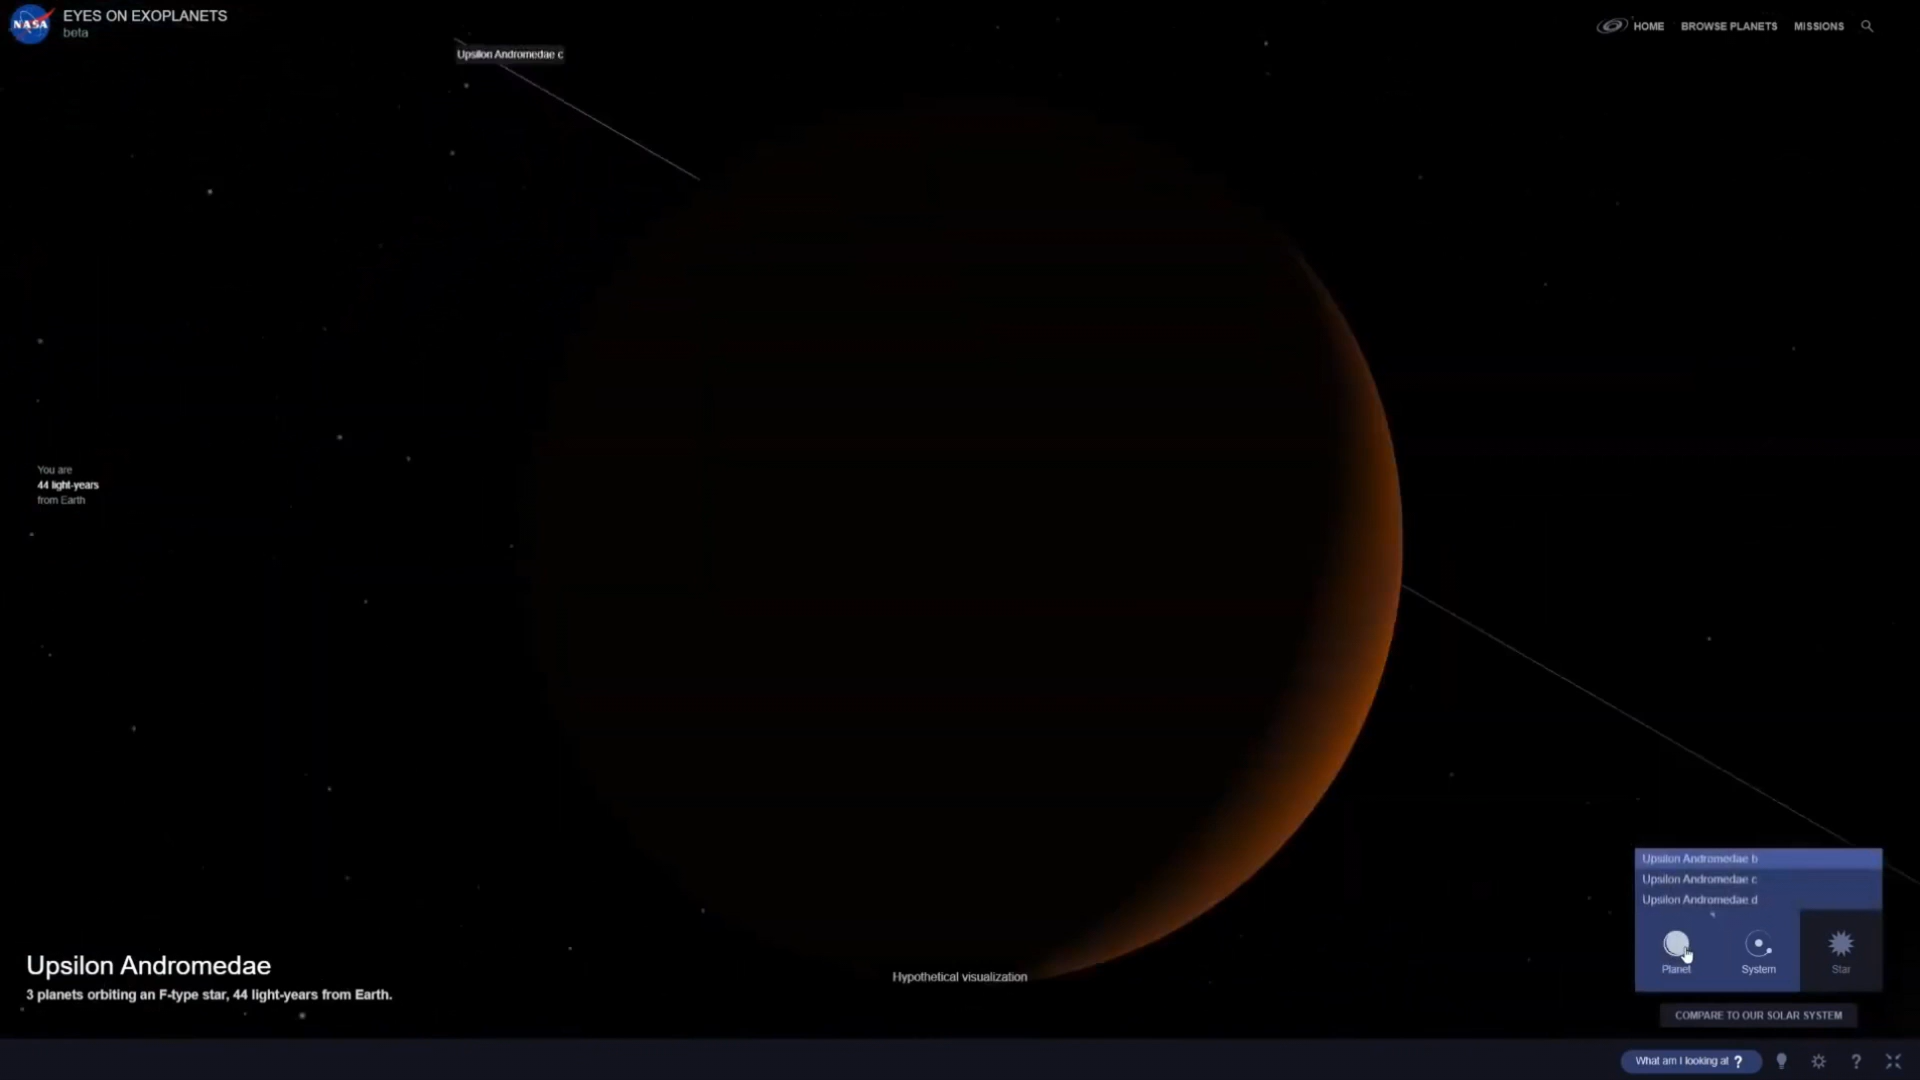 NASA
EYES ON EXOPLANETS
beta
HOME
BROWSE PLANETS
MISSIONS
Upsilon Andromedae c
You are
44 light-years
from Earth
Upsilon Andromedae b
Upsilon Andromedae c
Upsilon Andromedae d
Planet
System
Star
Upsilon Andromedae
3 planets orbiting an F-type star, 44 light-years from Earth.
Hypothetical visualization
COMPARE TO OUR SOLAR SYSTEM
What am I looking at ?
?